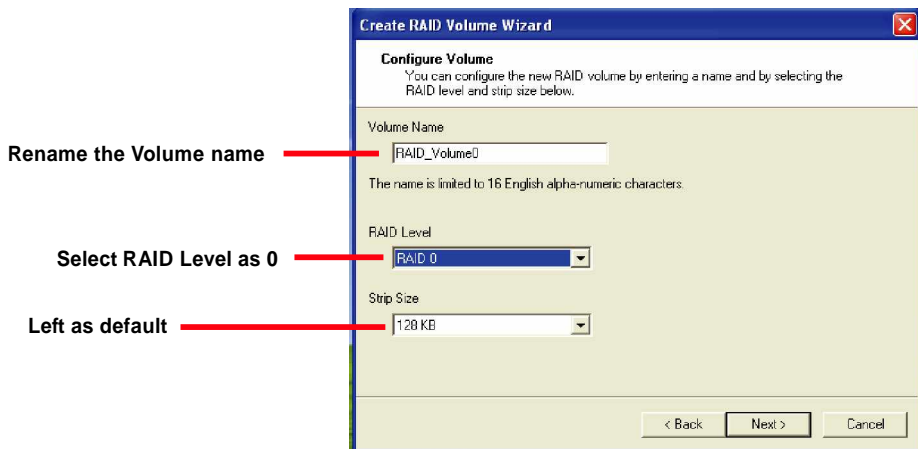 Create RAID Volume Wizard
Configure Volume
You can configure the new RAID volume by entering a name and by selecting the
RAID level and strip size below.
Volume Name
Rename the Volume name
RAID_Volume0
The name is limited to 16 English alpha-numeric characters.
RAID Level
Select RAID Level as 0
RAID 0
Strip Size
Left as default
128 KB
< Back
Next >
Cancel